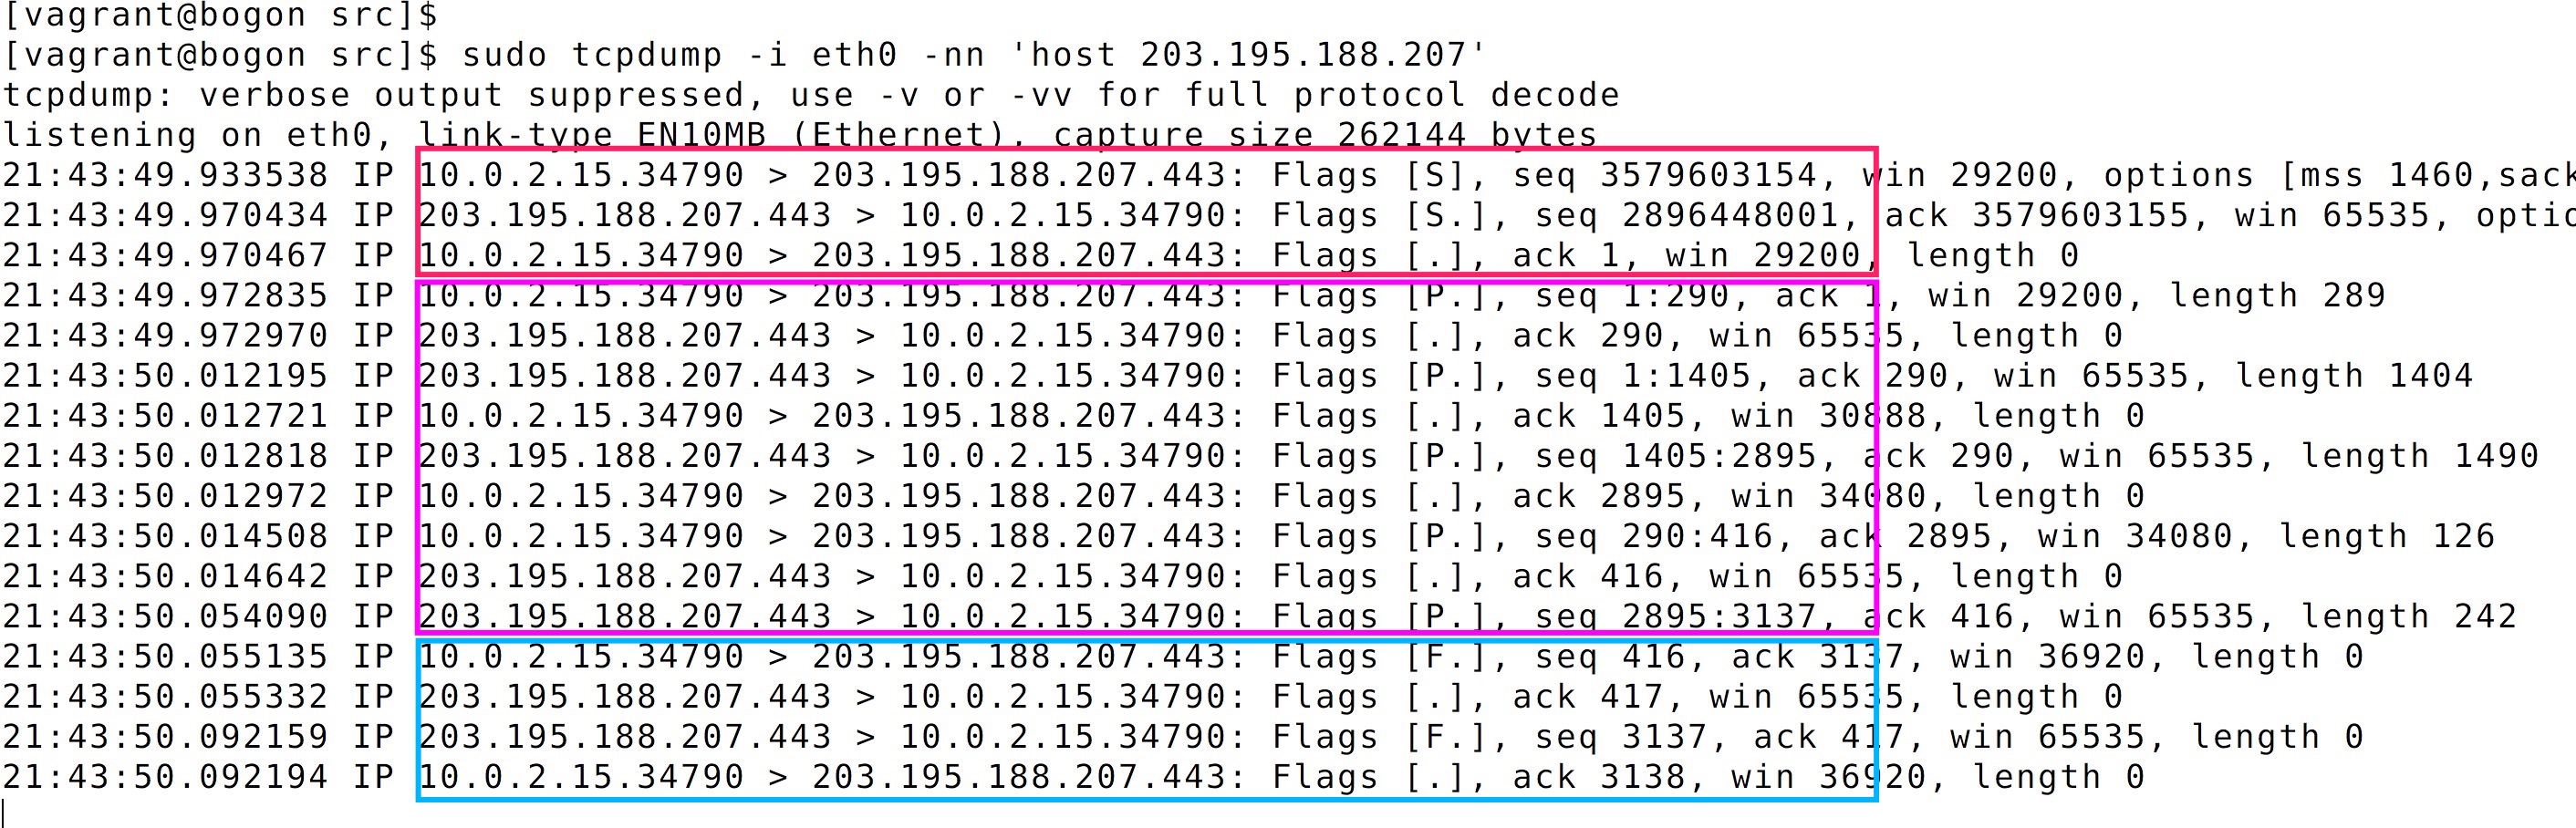 [vagrant@bogon src]$
[vagrant@bogon src]$ sudo tcpdump -i eth0 -nn 'host 203.195.188.207'
tcpdump: verbose output suppressed, use -v or -vv for full protocol decode
listening on eth0, link-type EN10MB (Ethernet), capture size 262144 bytes
21:43:49.933538 IP 10.0.2.15.34790 > 203.195.188.207.443: Flags [S], seq 3579603154, win 29200, options [mss 1460,sack
21:43:49.970434 IP 203.195.188.207.443 > 10.0.2.15.34790: Flags [S.], seq 2896448001, ack 3579603155, win 65535, optio
21:43:49.970467 IP 10.0.2.15.34790 > 203.195.188.207.443: Flags [.], ack 1, win 29200, length 0
21:43:49.972835 IP 10.0.2.15.34790 > 203.195.188.207.443: Flags [P.], seq 1:290, ack 1, win 29200, length 289
21:43:49.972970 IP 203.195.188.207.443 > 10.0.2.15.34790: Flags [.], ack 290, win 65535, length 0
21:43:50.012195 IP 203.195.188.207.443 > 10.0.2.15.34790: Flags [P.], seq 1:1405, ack 290, win 65535, length 1404
21:43:50.012721 IP 10.0.2.15.34790 > 203.195.188.207.443: Flags [.], ack 1405, win 30888, length 0
21:43:50.012818 IP 203.195.188.207.443 > 10.0.2.15.34790: Flags [P.], seq 1405:2895, ack 290, win 65535, length 1490
21:43:50.012972 IP 10.0.2.15.34790 > 203.195.188.207.443: Flags [.], ack 2895, win 34080, length 0
21:43:50.014508 IP 10.0.2.15.34790 > 203.195.188.207.443: Flags [P.], seq 290:416, ack 2895, win 34080, length 126
21:43:50.014642 IP 203.195.188.207.443 > 10.0.2.15.34790: Flags [.], ack 416, win 65535, length 0
21:43:50.054090 IP 203.195.188.207.443 > 10.0.2.15.34790: Flags [P.], seq 2895:3137, ack 416, win 65535, length 242
21:43:50.055135 IP 10.0.2.15.34790 > 203.195.188.207.443: Flags [F.], seq 416, ack 3137, win 36920, length 0
21:43:50.055332 IP 203.195.188.207.443 > 10.0.2.15.34790: Flags [.], ack 417, win 65535, length 0
21:43:50.092159 IP 203.195.188.207.443 > 10.0.2.15.34790: Flags [F.], seq 3137, ack 417, win 65535, length 0
21:43:50.092194 IP 10.0.2.15.34790 > 203.195.188.207.443: Flags [.], ack 3138, win 36920, length 0